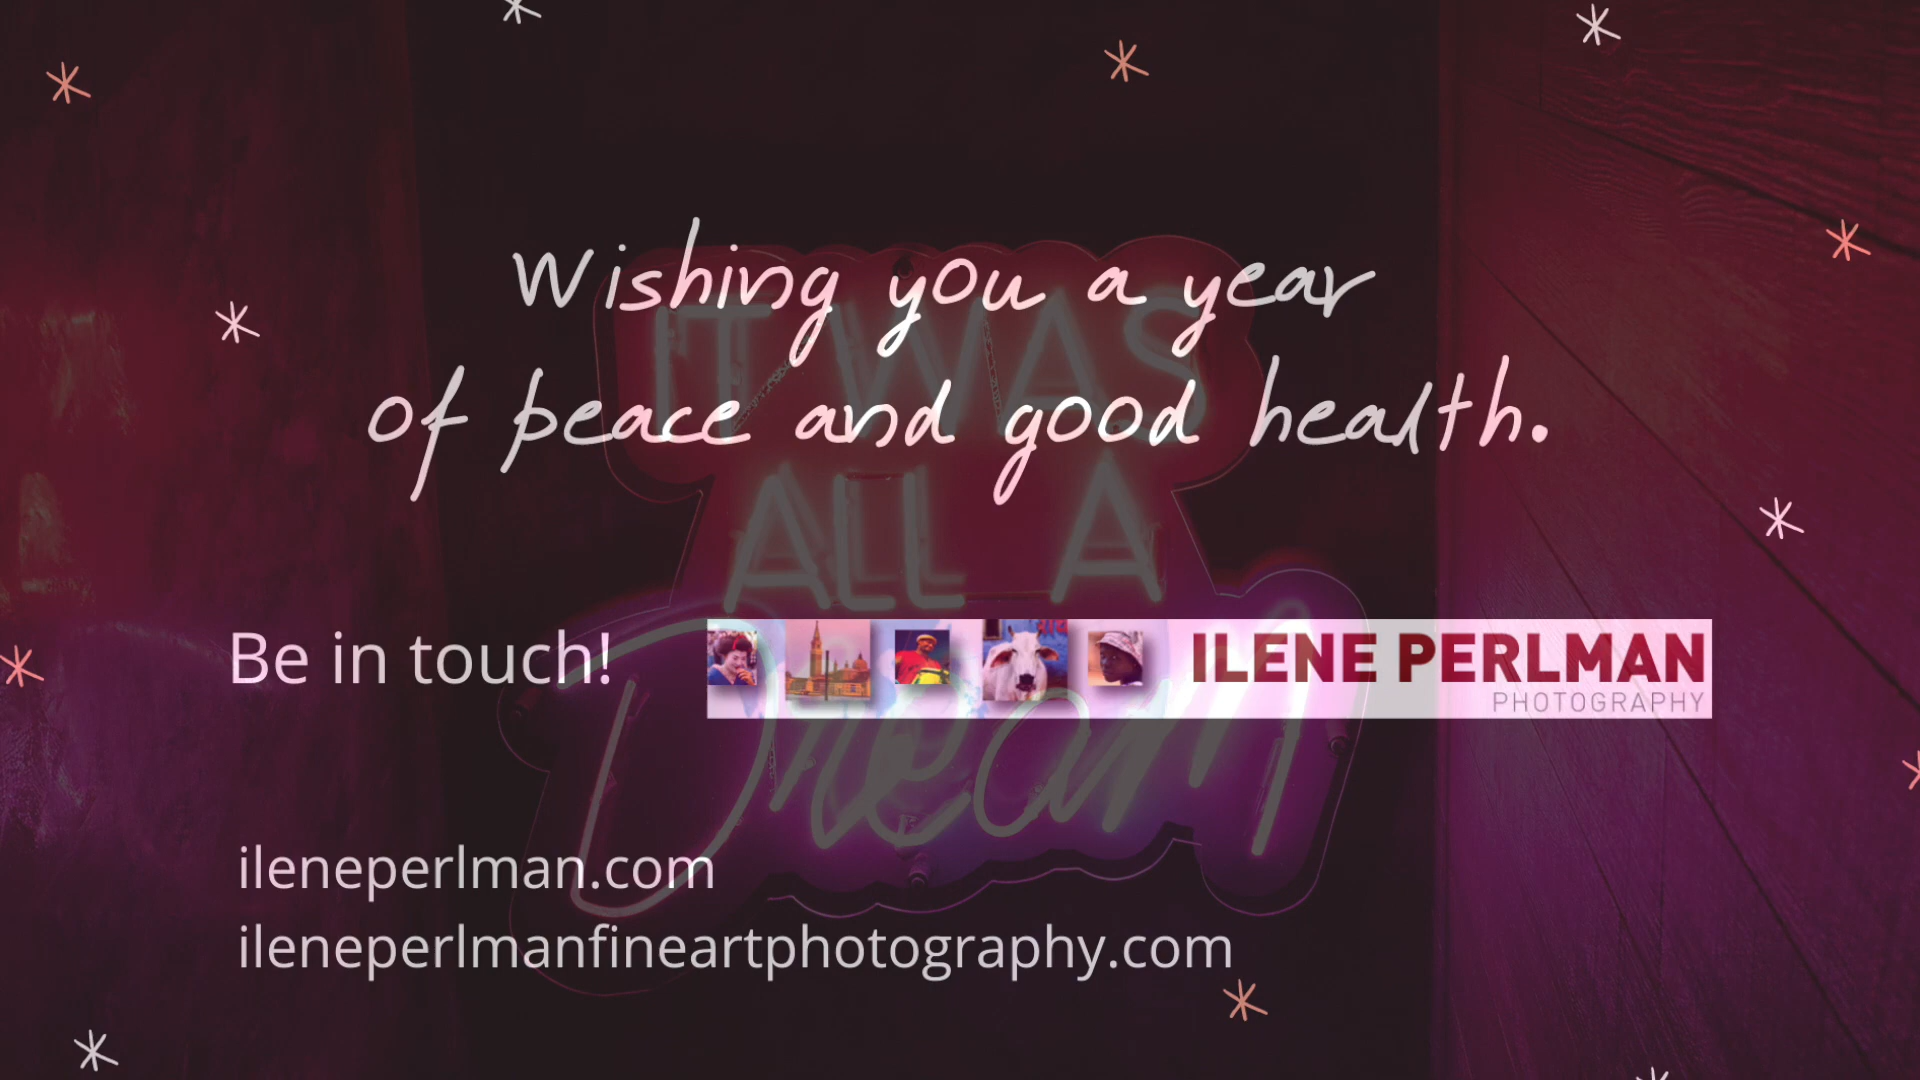 Wishing you a year
of peace and good health.
IT WAS
ALL A
Dream
Be in touch!
ILENE PERLMAN
PHOTOGRAPHY
ileneperlman.com
ileneperlmanfineartphotography.com